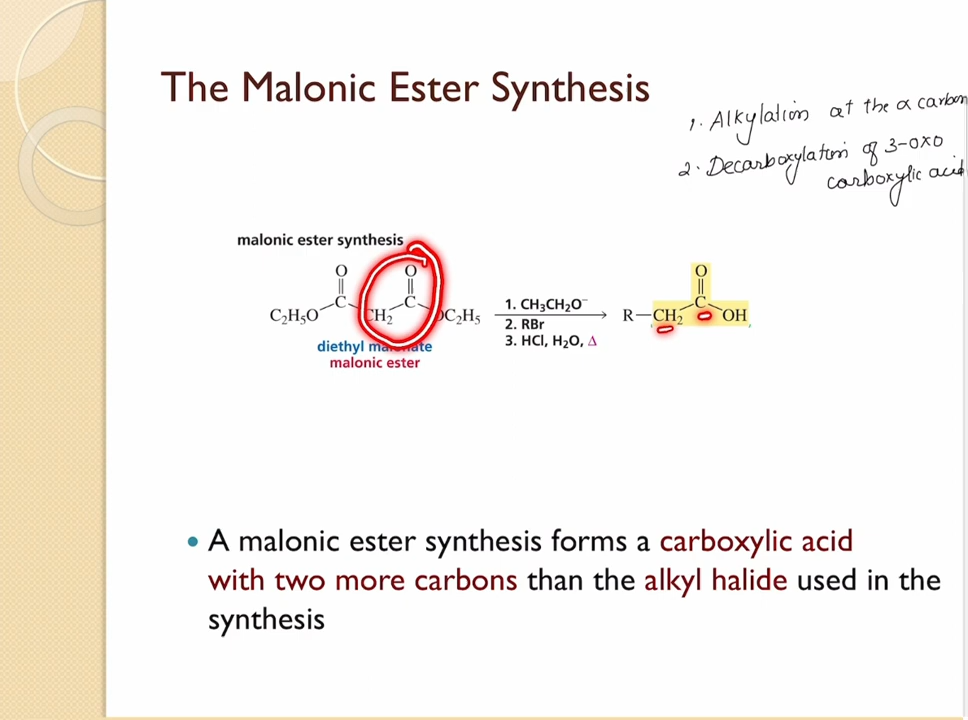 The Malonic Ester Synthesis
1. Alkylation at the α carbon
2. Decarboxylation of 3-oxo
carboxylic acid
malonic ester synthesis
O O O
C C C
C₂H₅O CH₂ OC₂H₅ 1. CH₃CH₂O⁻ R—CH₂ OH
2. RBr
3. HCl, H₂O, Δ
diethyl malonate
malonic ester
• A malonic ester synthesis forms a carboxylic acid
with two more carbons than the alkyl halide used in the
synthesis